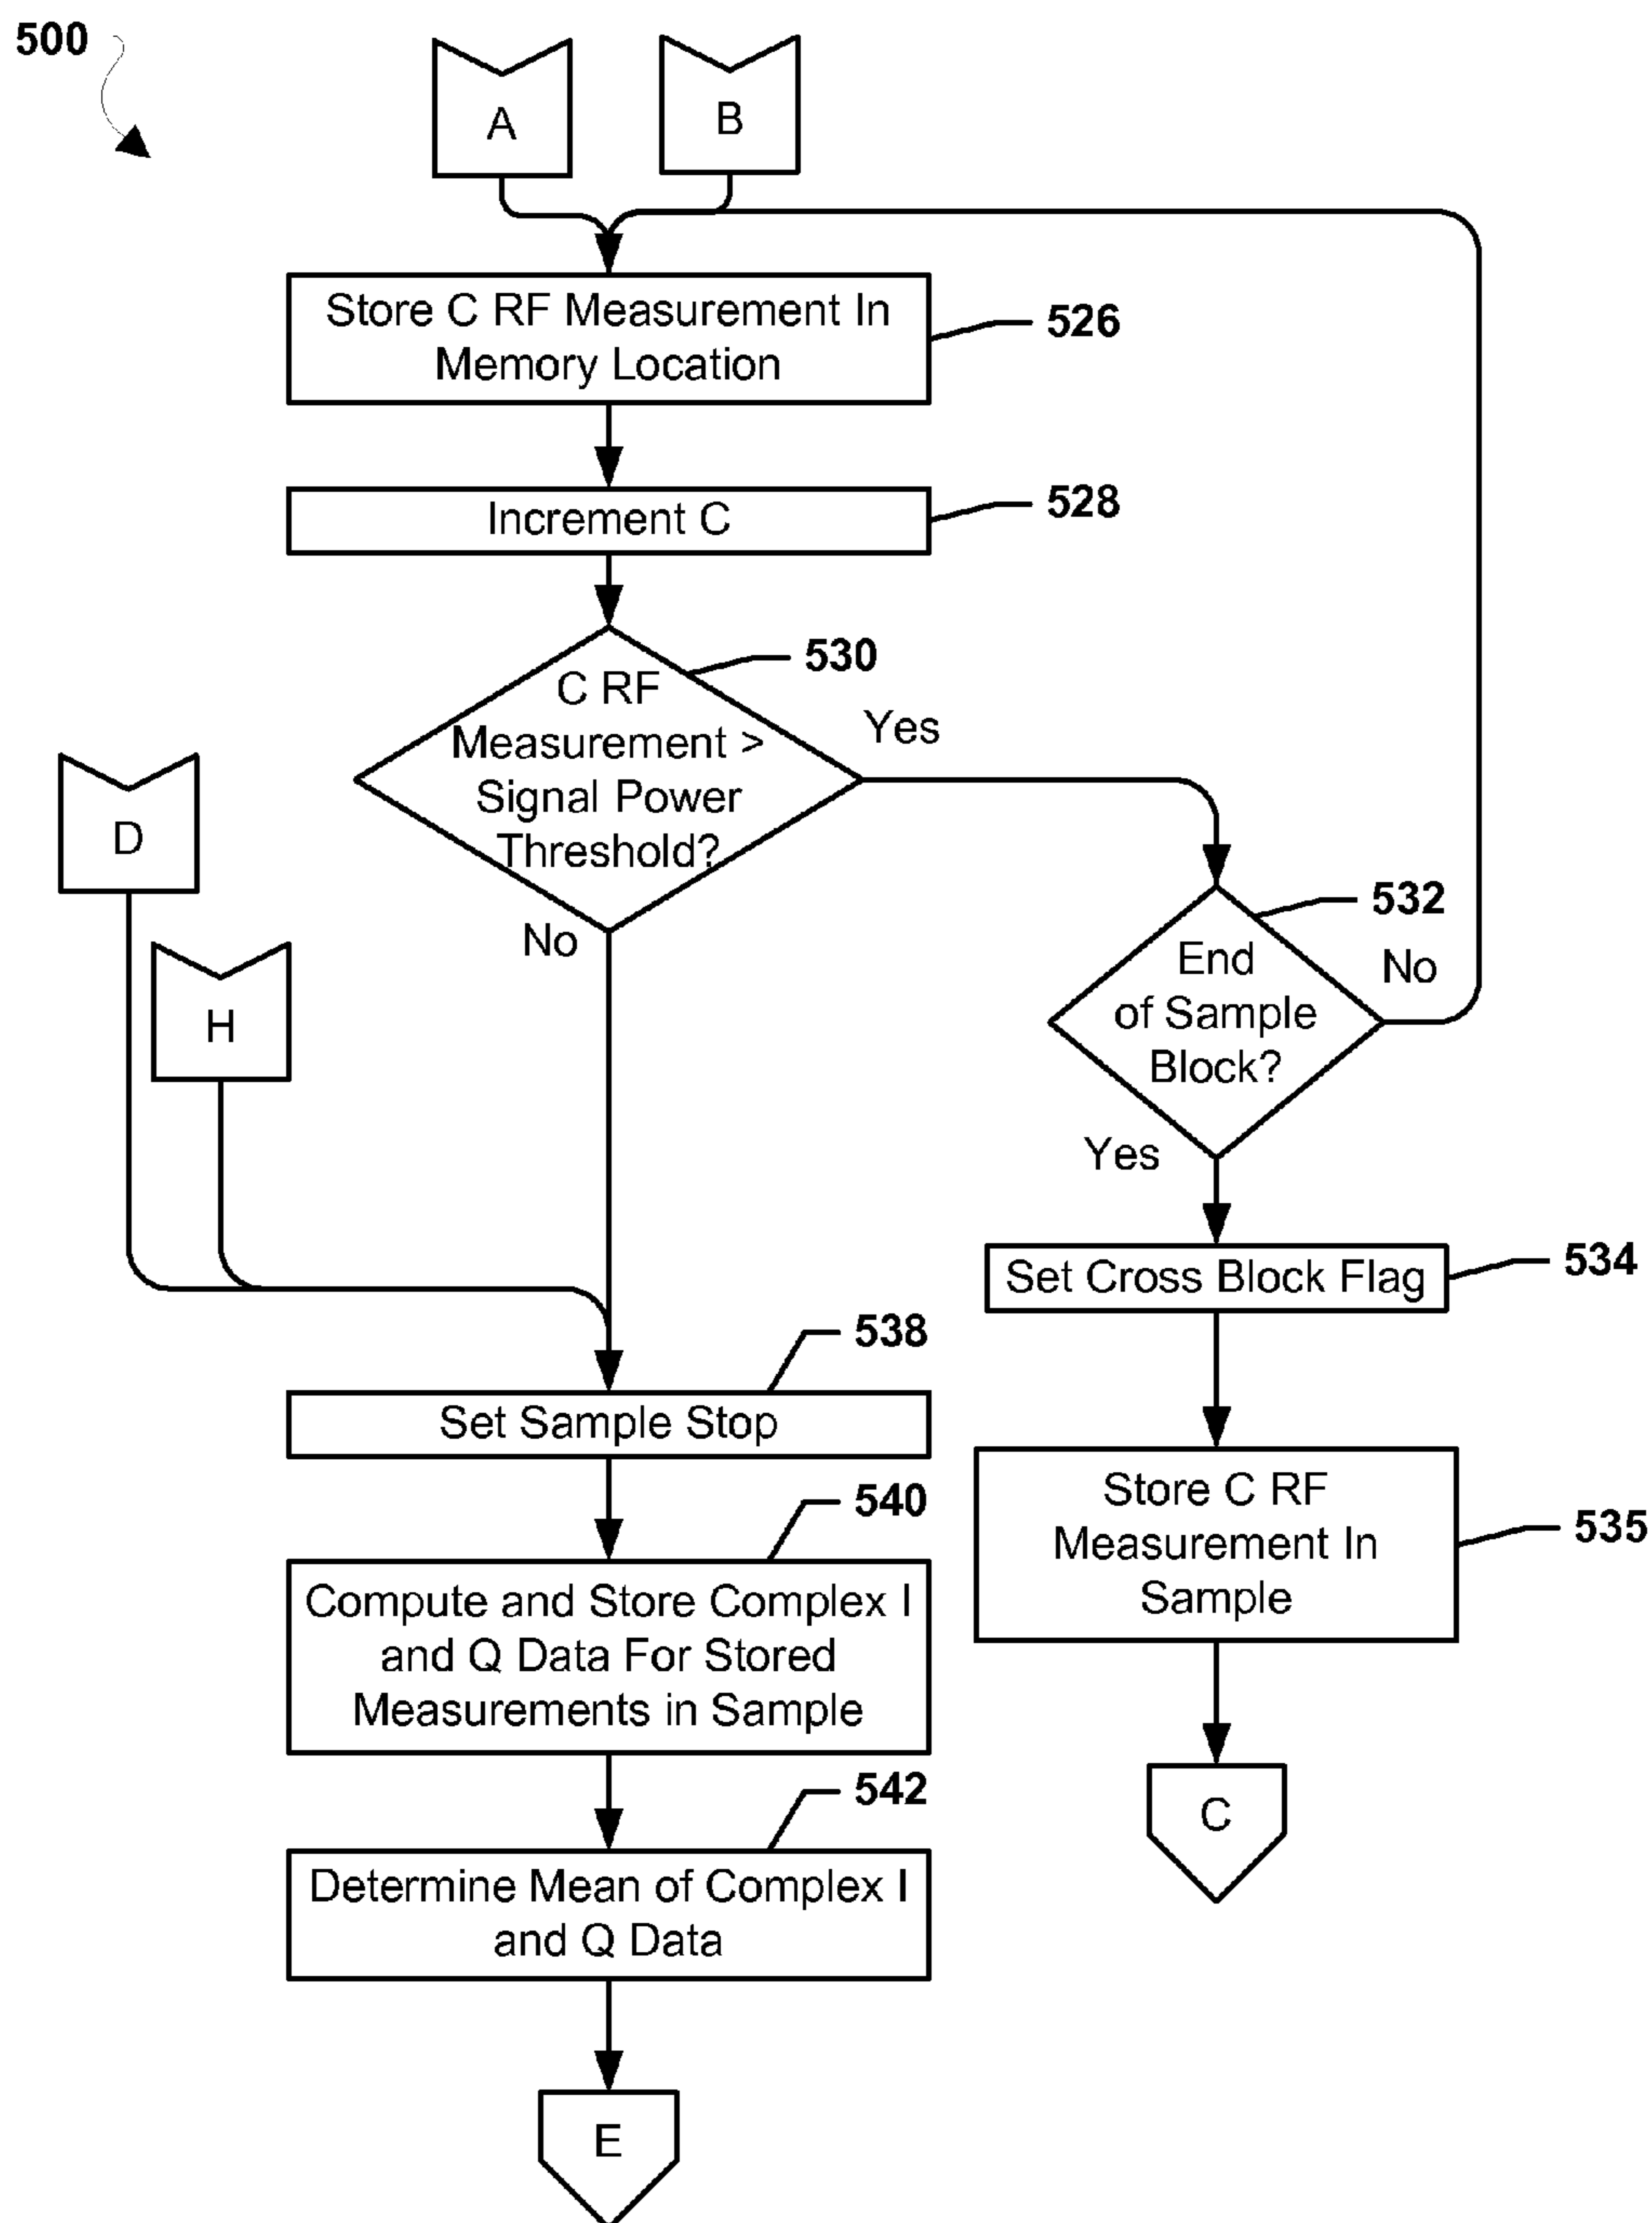 500
A
B
Store C RF Measurement In
Memory Location
526
Increment C
528
530
C RF
Measurement >
Signal Power
Threshold?
Yes
No
D
H
532
End
of Sample
Block?
No
Yes
Set Cross Block Flag
534
538
Set Sample Stop
Store C RF
Measurement In
Sample
535
540
Compute and Store Complex I
and Q Data For Stored
Measurements in Sample
C
542
Determine Mean of Complex I
and Q Data
E